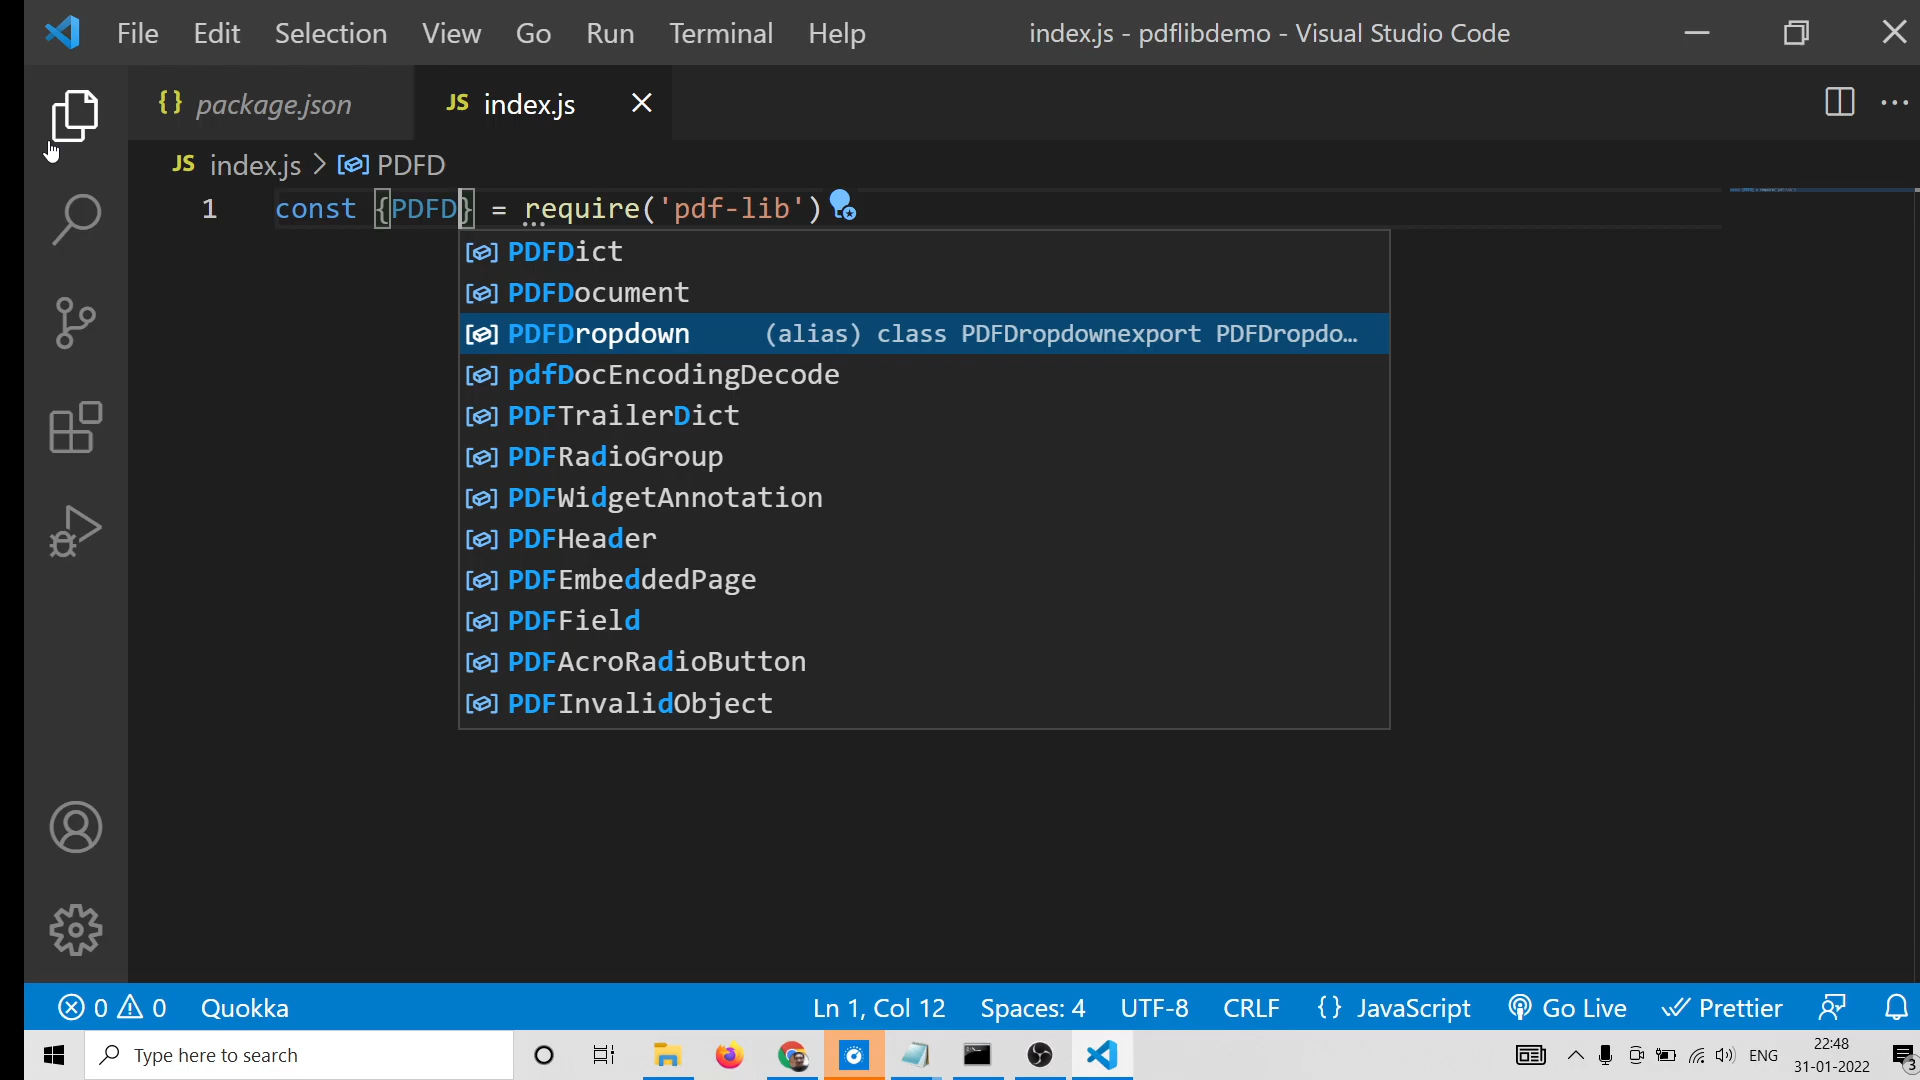 File Edit Selection View Go Run Terminal Help index.js - pdflibdemo - Visual Studio Code
{} package.json JS index.js
JS index.js > PDFD
1 const {PDFD} = require('pdf-lib')
PDFDict
PDFDocument
PDFDropdown (alias) class PDFDropdownexport PDFDropdo…
pdfDocEncodingDecode
PDFTrailerDict
PDFRadioGroup
PDFWidgetAnnotation
PDFHeader
PDFEmbeddedPage
PDFField
PDFAcroRadioButton
PDFInvalidObject
0 0 Quokka Ln 1, Col 12 Spaces: 4 UTF-8 CRLF {} JavaScript Go Live Prettier
Type here to search ENG 22:48
31-01-2022 3